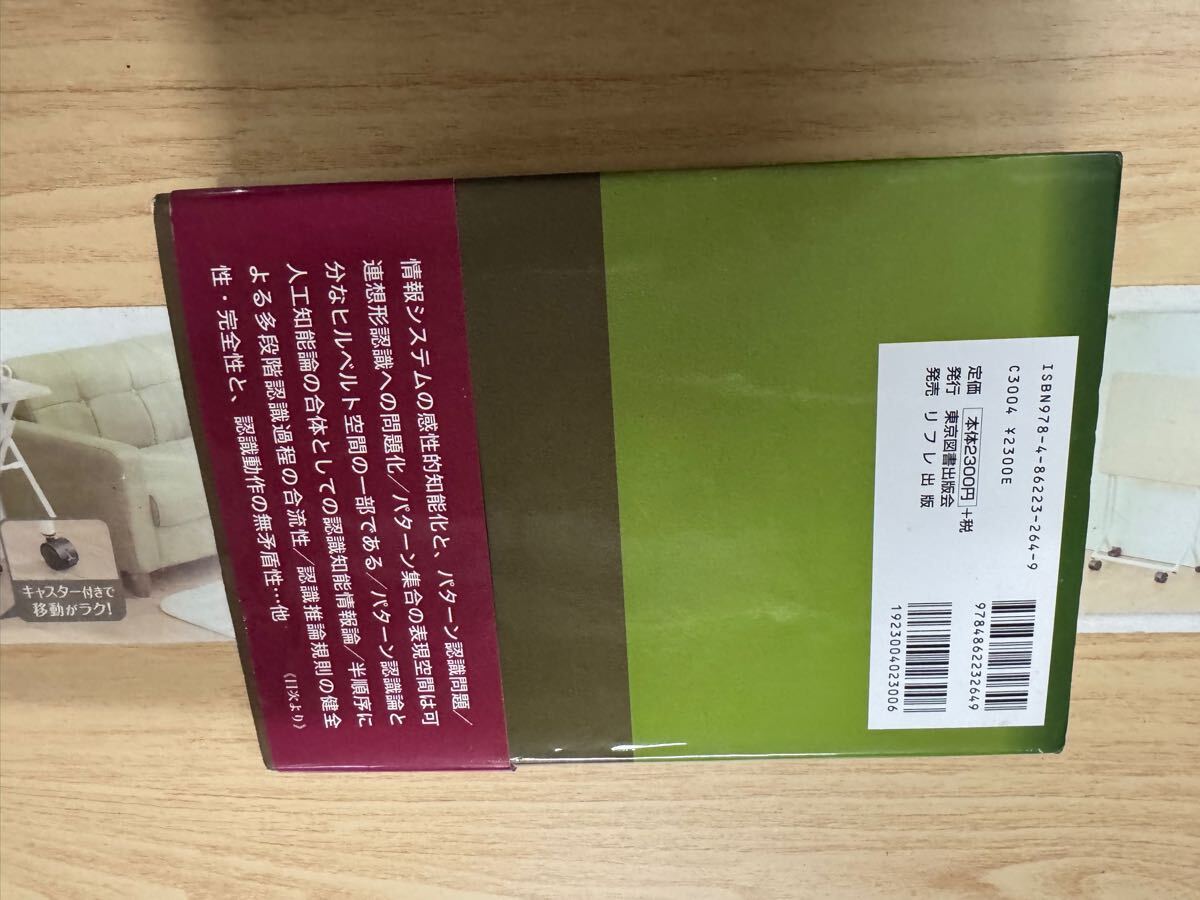 ISBN978-4-86223-264-9
C3004 ¥2300E
定価 本体2300円 +税
発行 東京図書出版会
発売 リフレ出版
9784862232649
1923004023006
情報システムの感性的知能化と、パターン認識問題／
連想形認識への問題化／パターン集合の表現空間は可
分なヒルベルト空間の一部である／パターン認識論と
人工知能論の合体としての認識知能情報論／半順序に
よる多段階認識過程の合流性／認識推論規則の健全
性・完全性と、認識動作の無矛盾性…他
《目次より》
キャスター付きで
移動がラク！